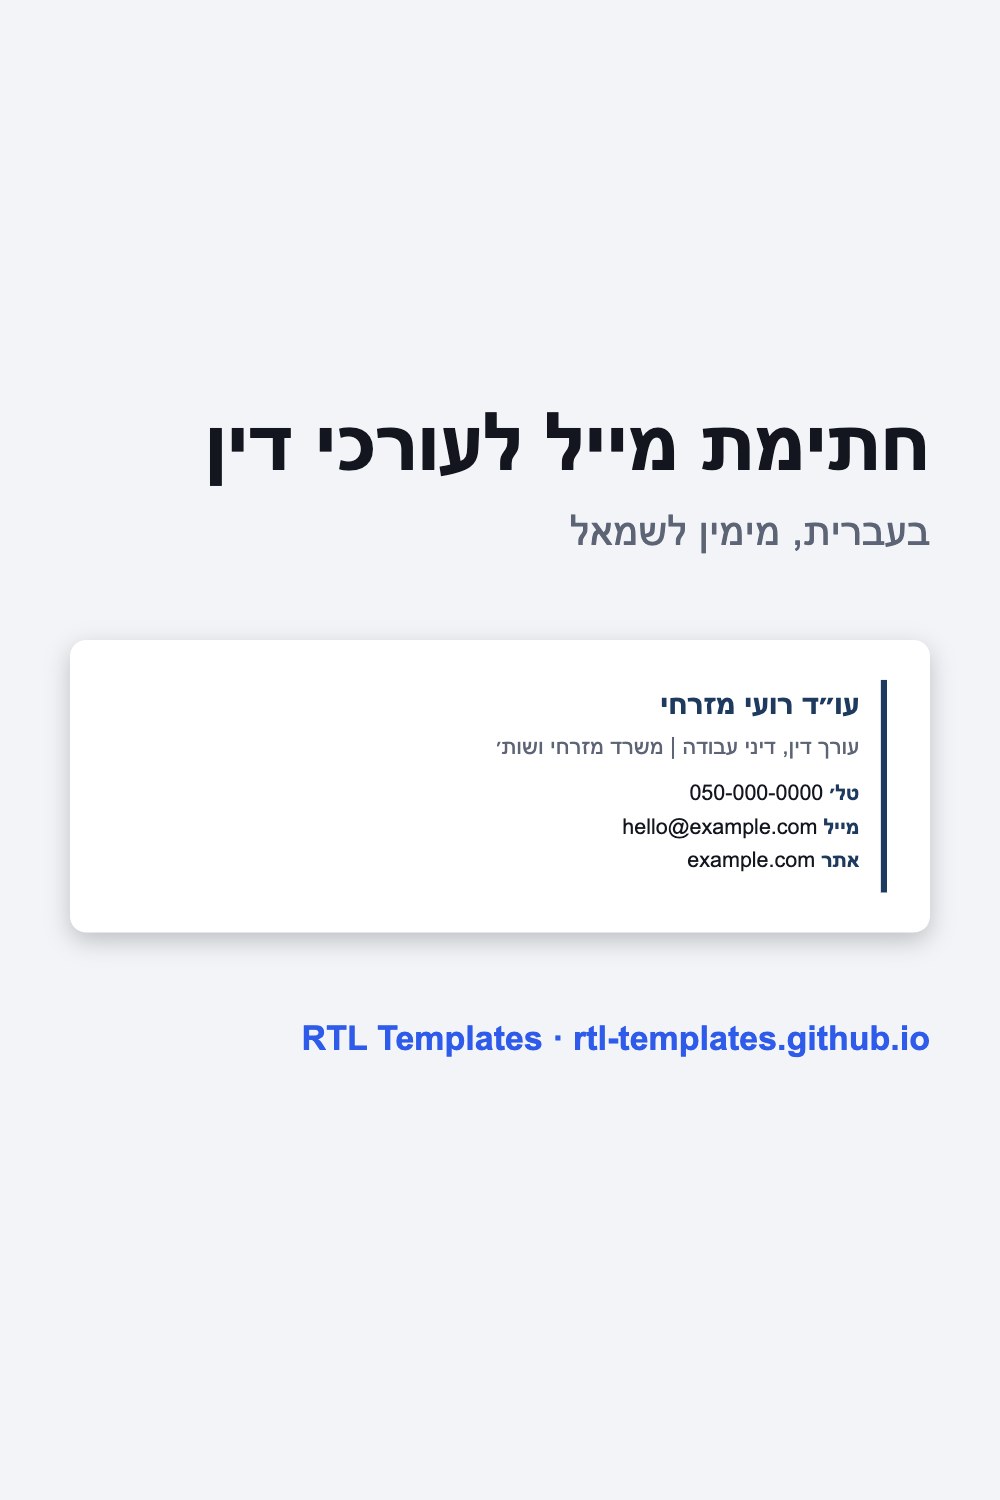 חתימת מייל לעורכי דין
בעברית, מימין לשמאל
עו״ד רועי מזרחי
עורך דין, דיני עבודה | משרד מזרחי ושות׳
טל׳ 050-000-0000
מייל hello@example.com
אתר example.com
RTL Templates · rtl-templates.github.io